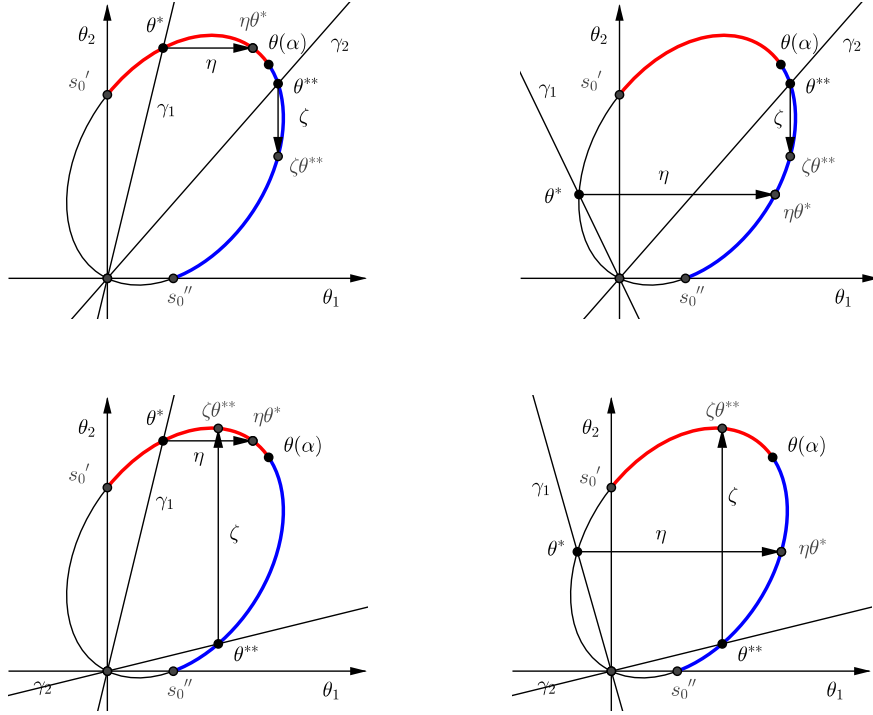 θ₂ θ* ηθ* θ(α) γ₂
s₀′ η θ**
γ₁ ζ
ζθ**
s₀″ θ₁
θ₂ θ(α) γ₂
s₀′ θ**
γ₁ ζ
ζθ**
θ* η ηθ*
s₀″ θ₁
θ₂ θ* ζθ** ηθ* θ(α)
s₀′ η
γ₁ ζ
θ**
γ₂ s₀″ θ₁
θ₂ ζθ** θ(α)
s₀′
γ₁ ζ
θ* η ηθ*
θ**
γ₂ s₀″ θ₁